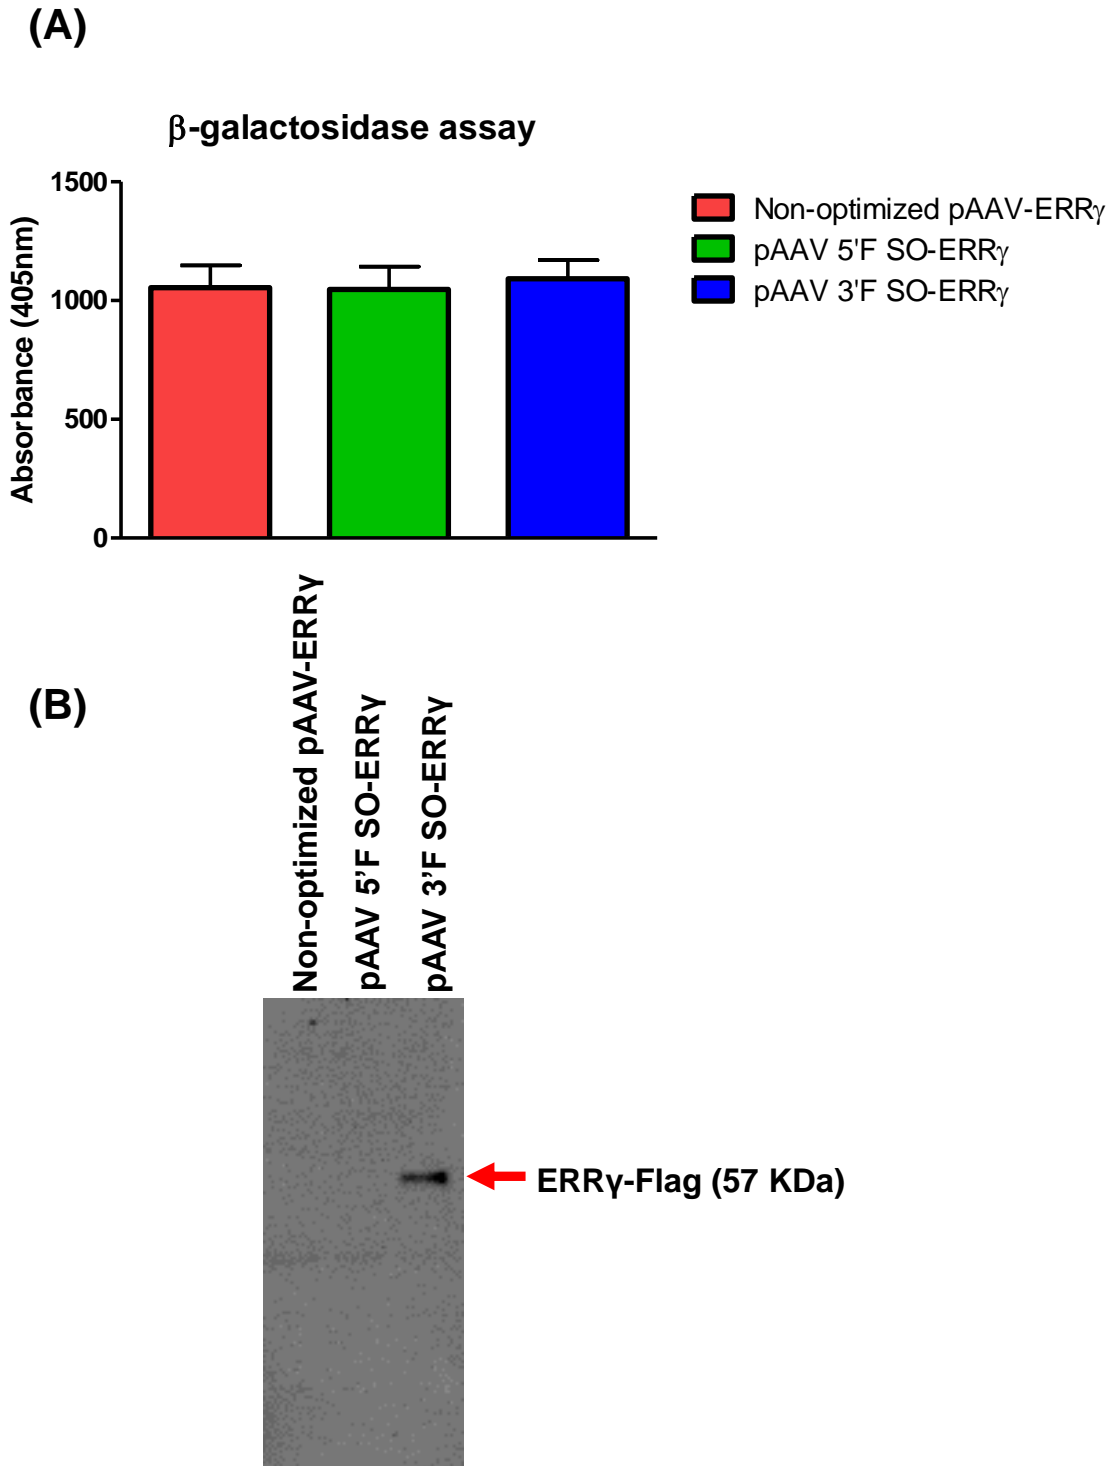 (A)
β-galactosidase assay
1500
1000
500
0
Absorbance (405nm)
Non-optimized pAAV-ERRγ
pAAV 5'F SO-ERRγ
pAAV 3'F SO-ERRγ
(B)
Non-optimized pAAV-ERRγ
pAAV 5’F SO-ERRγ
pAAV 3’F SO-ERRγ
ERRγ-Flag (57 KDa)